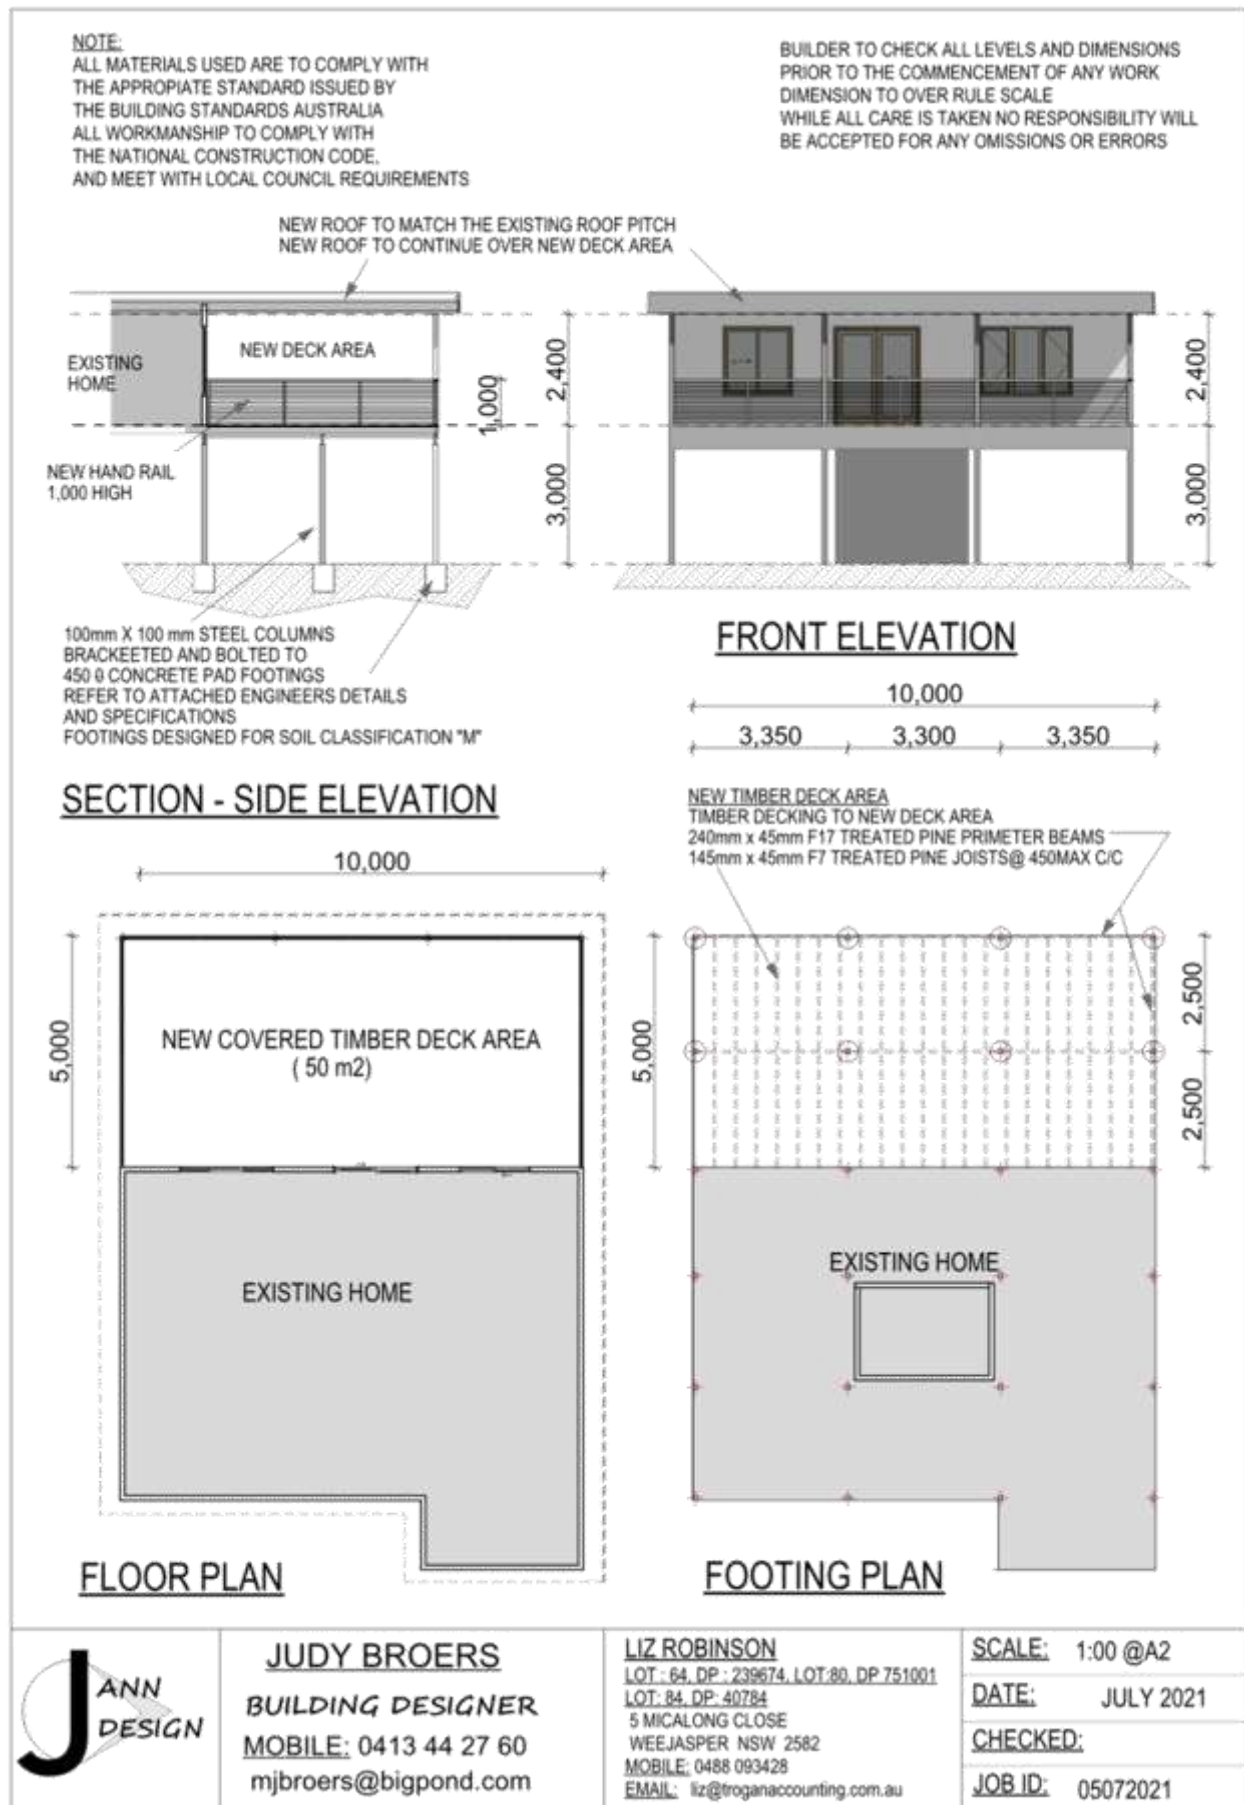 NOTE:
ALL MATERIALS USED ARE TO COMPLY WITH
THE APPROPIATE STANDARD ISSUED BY
THE BUILDING STANDARDS AUSTRALIA
ALL WORKMANSHIP TO COMPLY WITH
THE NATIONAL CONSTRUCTION CODE,
AND MEET WITH LOCAL COUNCIL REQUIREMENTS
BUILDER TO CHECK ALL LEVELS AND DIMENSIONS
PRIOR TO THE COMMENCEMENT OF ANY WORK
DIMENSION TO OVER RULE SCALE
WHILE ALL CARE IS TAKEN NO RESPONSIBILITY WILL
BE ACCEPTED FOR ANY OMISSIONS OR ERRORS
NEW ROOF TO MATCH THE EXISTING ROOF PITCH
NEW ROOF TO CONTINUE OVER NEW DECK AREA
EXISTING
HOME
NEW DECK AREA
1,000
2,400
3,000
NEW HAND RAIL
1,000 HIGH
2,400
3,000
100mm X 100 mm STEEL COLUMNS
BRACKEETED AND BOLTED TO
450 θ CONCRETE PAD FOOTINGS
REFER TO ATTACHED ENGINEERS DETAILS
AND SPECIFICATIONS
FOOTINGS DESIGNED FOR SOIL CLASSIFICATION "M"
SECTION - SIDE ELEVATION
FRONT ELEVATION
10,000
3,350
3,300
3,350
NEW TIMBER DECK AREA
TIMBER DECKING TO NEW DECK AREA
240mm x 45mm F17 TREATED PINE PRIMETER BEAMS
145mm x 45mm F7 TREATED PINE JOISTS@ 450MAX C/C
10,000
5,000
NEW COVERED TIMBER DECK AREA
( 50 m2)
EXISTING HOME
FLOOR PLAN
5,000
2,500
2,500
EXISTING HOME
FOOTING PLAN
J
ANN
DESIGN
JUDY BROERS
BUILDING DESIGNER
MOBILE: 0413 44 27 60
mjbroers@bigpond.com
LIZ ROBINSON
LOT : 64, DP : 239674, LOT:80, DP 751001
LOT: 84, DP: 40784
5 MICALONG CLOSE
WEEJASPER NSW 2582
MOBILE: 0488 093428
EMAIL: liz@troganaccounting.com.au
SCALE: 1:00 @A2
DATE: JULY 2021
CHECKED:
JOB ID: 05072021